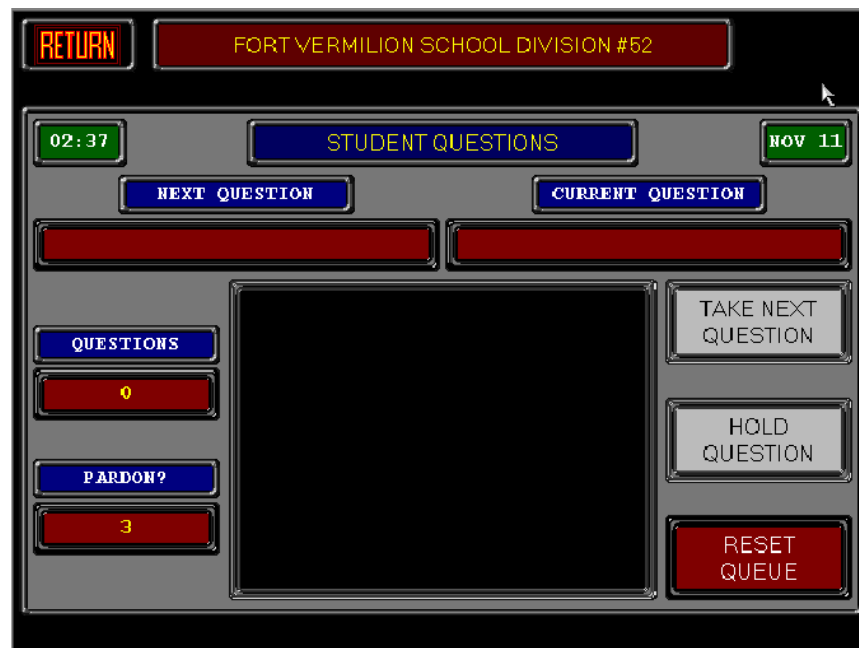 RETURN
FORT VERMILION SCHOOL DIVISION #52
02:37
STUDENT QUESTIONS
NOV 11
NEXT QUESTION
CURRENT QUESTION
TAKE NEXT
QUESTION
QUESTIONS
0
HOLD
QUESTION
PARDON?
3
RESET
QUEUE